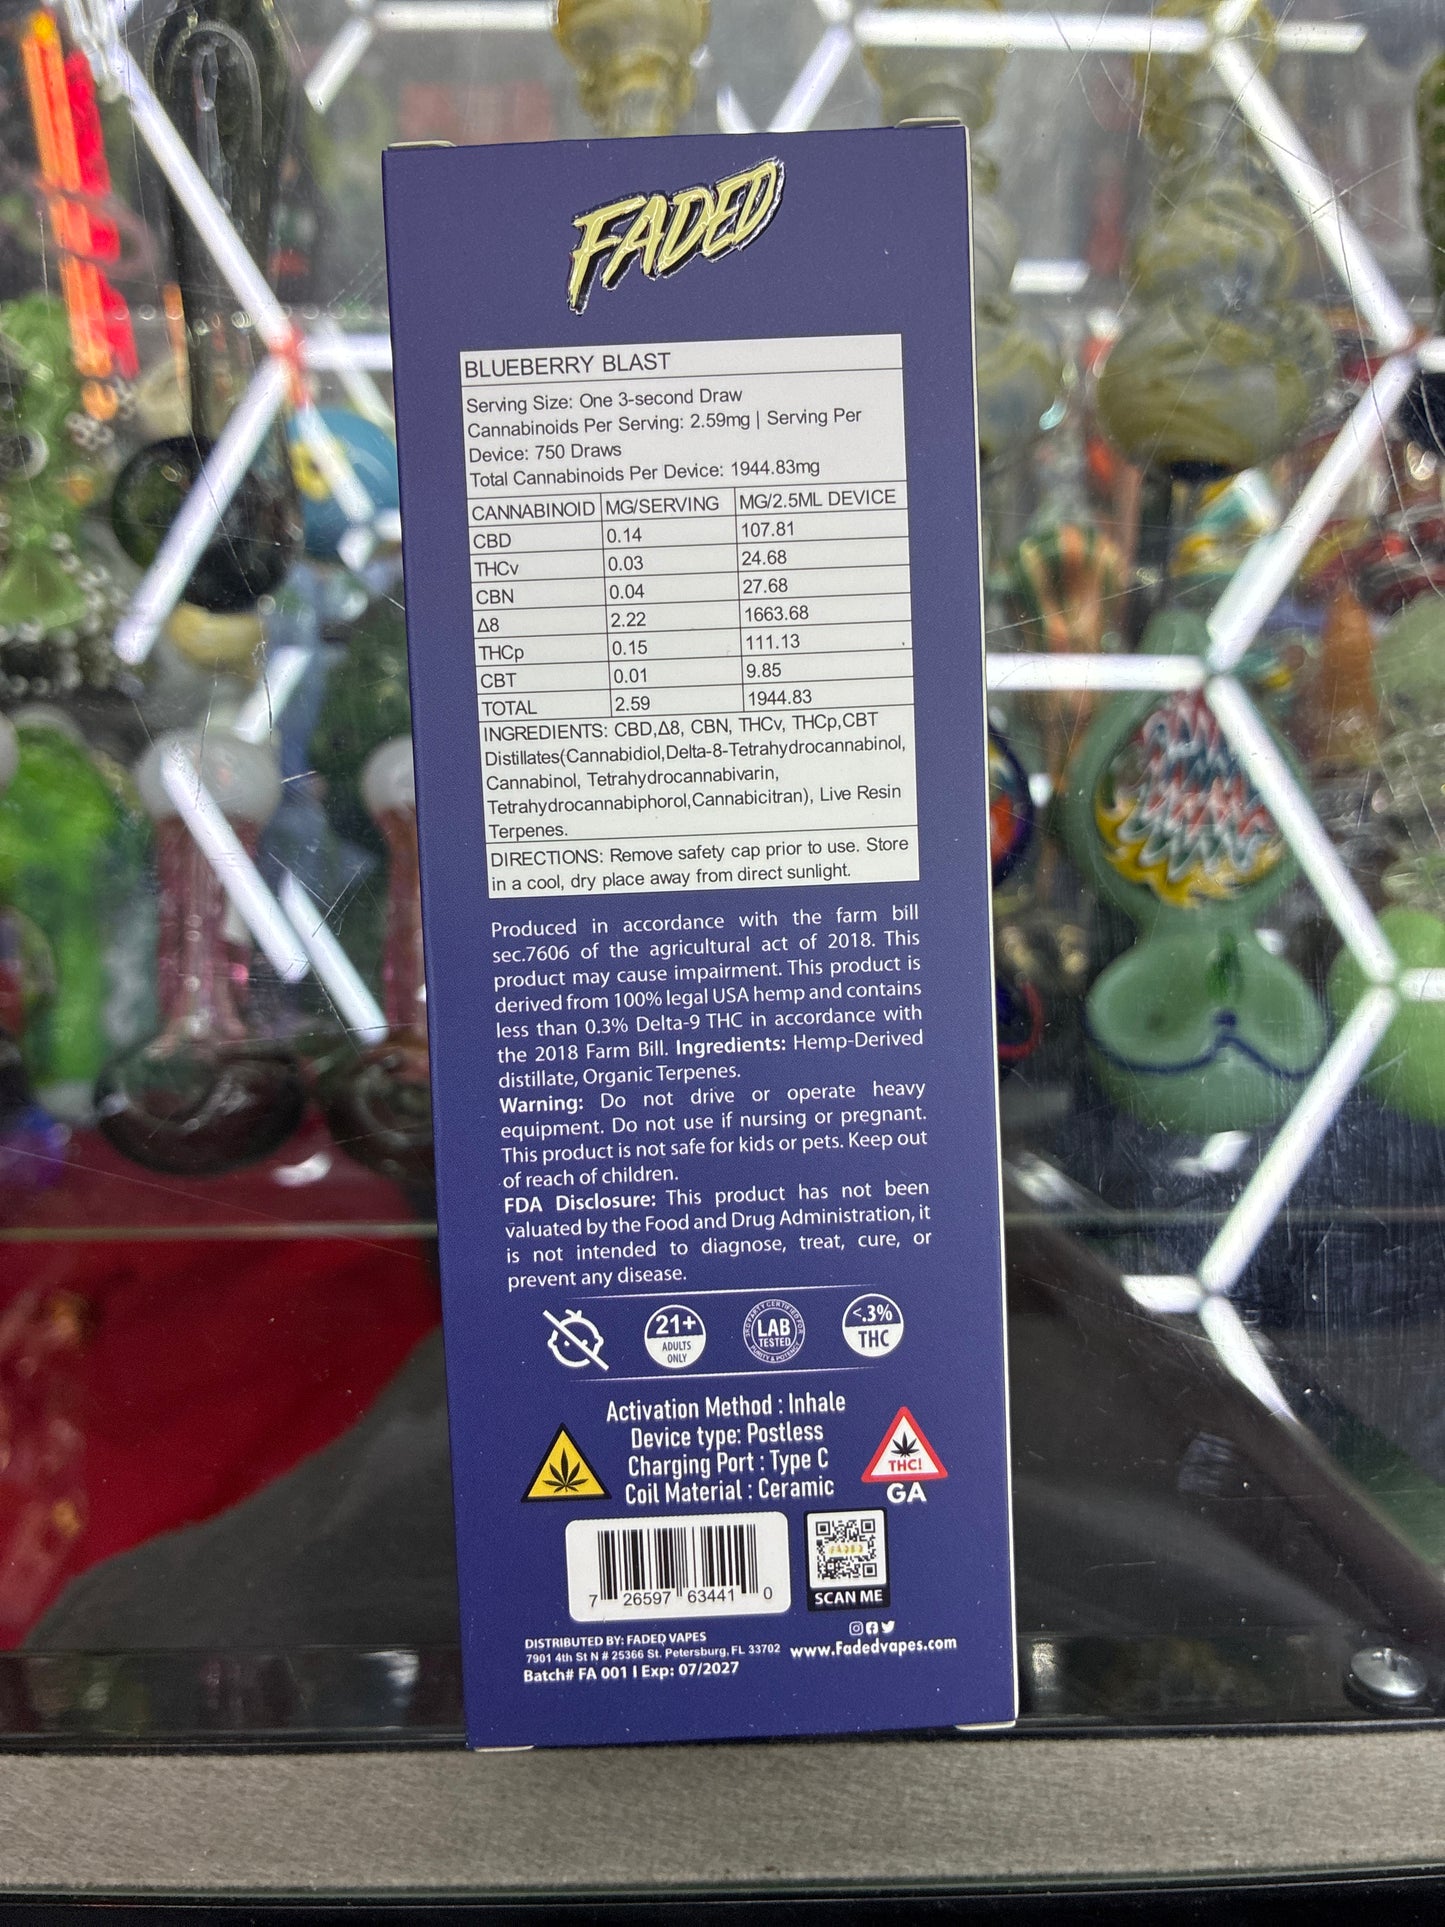 FADED
BLUEBERRY BLAST
Serving Size: One 3-second Draw
Cannabinoids Per Serving: 2.59mg | Serving Per
Device: 750 Draws
Total Cannabinoids Per Device: 1944.83mg
CANNABINOID MG/SERVING MG/2.5ML DEVICE
CBD 0.14 107.81
THCv 0.03 24.68
CBN 0.04 27.68
Δ8 2.22 1663.68
THCp 0.15 111.13
CBT 0.01 9.85
TOTAL 2.59 1944.83
INGREDIENTS: CBD,Δ8, CBN, THCv, THCp,CBT
Distillates(Cannabidiol,Delta-8-Tetrahydrocannabinol,
Cannabinol, Tetrahydrocannabivarin,
Tetrahydrocannabiphorol,Cannabicitran), Live Resin
Terpenes.
DIRECTIONS: Remove safety cap prior to use. Store
in a cool, dry place away from direct sunlight.
Produced in accordance with the farm bill
sec.7606 of the agricultural act of 2018. This
product may cause impairment. This product is
derived from 100% legal USA hemp and contains
less than 0.3% Delta-9 THC in accordance with
the 2018 Farm Bill. Ingredients: Hemp-Derived
distillate, Organic Terpenes.
Warning: Do not drive or operate heavy
equipment. Do not use if nursing or pregnant.
This product is not safe for kids or pets. Keep out
of reach of children.
FDA Disclosure: This product has not been
valuated by the Food and Drug Administration, it
is not intended to diagnose, treat, cure, or
prevent any disease.
21+
ADULTS
ONLY
3RD PARTY CERTIFIED FOR
LAB
TESTED
PURITY & POTENCY
<.3%
THC
Activation Method : Inhale
Device type: Postless
Charging Port : Type C
Coil Material : Ceramic
THC!
GA
7 26597 63441 0
FADED
SCAN ME
DISTRIBUTED BY: FADED VAPES
7901 4th St N # 25366 St. Petersburg, FL 33702
Batch# FA 001 I Exp: 07/2027
www.Fadedvapes.com